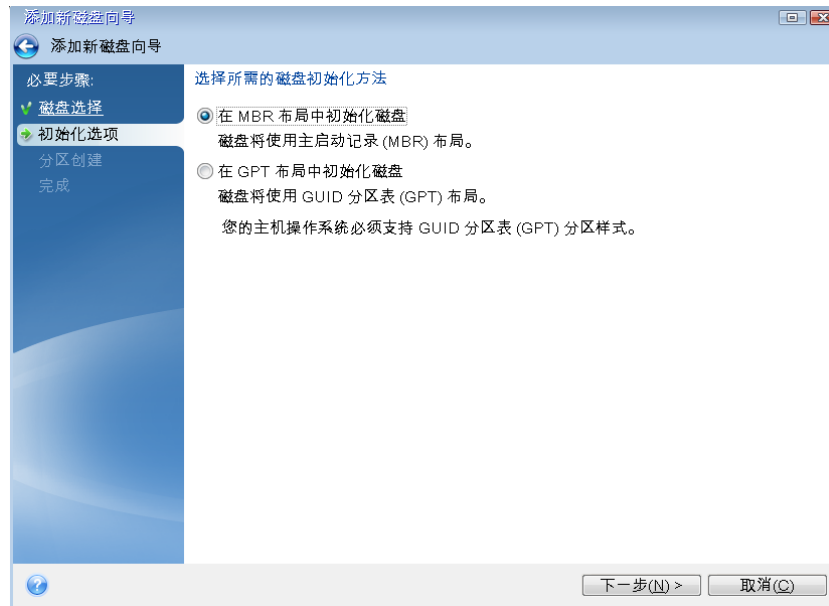 添加新磁盘向导
添加新磁盘向导
必要步骤:
磁盘选择
初始化选项
分区创建
完成
选择所需的磁盘初始化方法
在 MBR 布局中初始化磁盘
磁盘将使用主启动记录 (MBR) 布局。
在 GPT 布局中初始化磁盘
磁盘将使用 GUID 分区表 (GPT) 布局。
您的主机操作系统必须支持 GUID 分区表 (GPT) 分区样式。
下一步(N) >
取消(C)